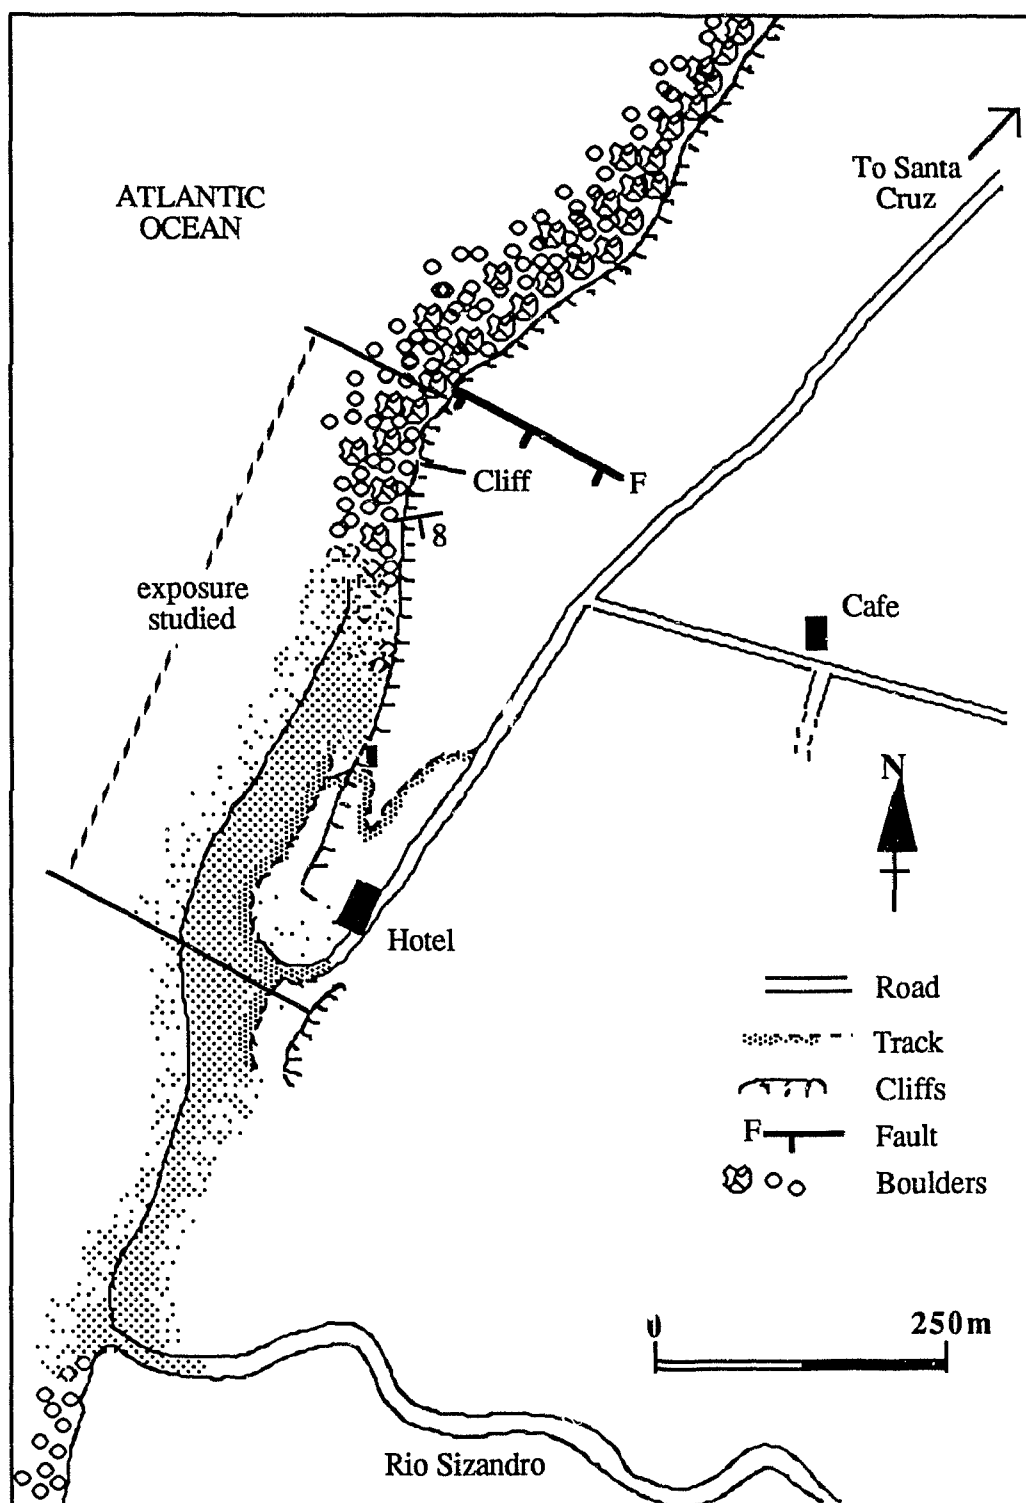 ATLANTIC
OCEAN
To Santa
Cruz
Cliff
F
8
exposure
studied
Cafe
N
Hotel
Road
Track
Cliffs
F
Fault
Boulders
0
250m
Rio Sizandro